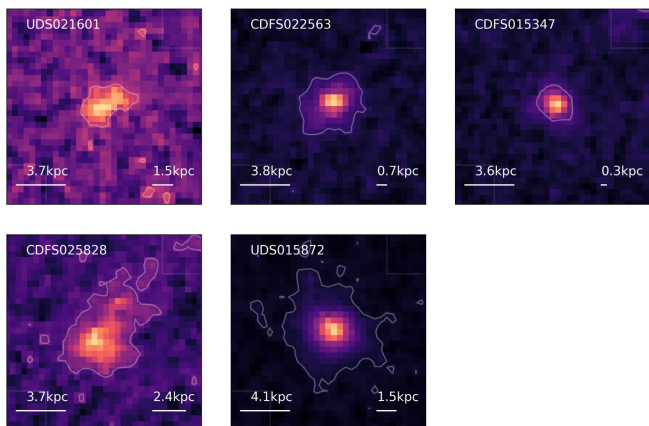 UDS021601
3.7kpc 1.5kpc
CDFS022563
3.8kpc 0.7kpc
CDFS015347
3.6kpc 0.3kpc
CDFS025828
3.7kpc 2.4kpc
UDS015872
4.1kpc 1.5kpc